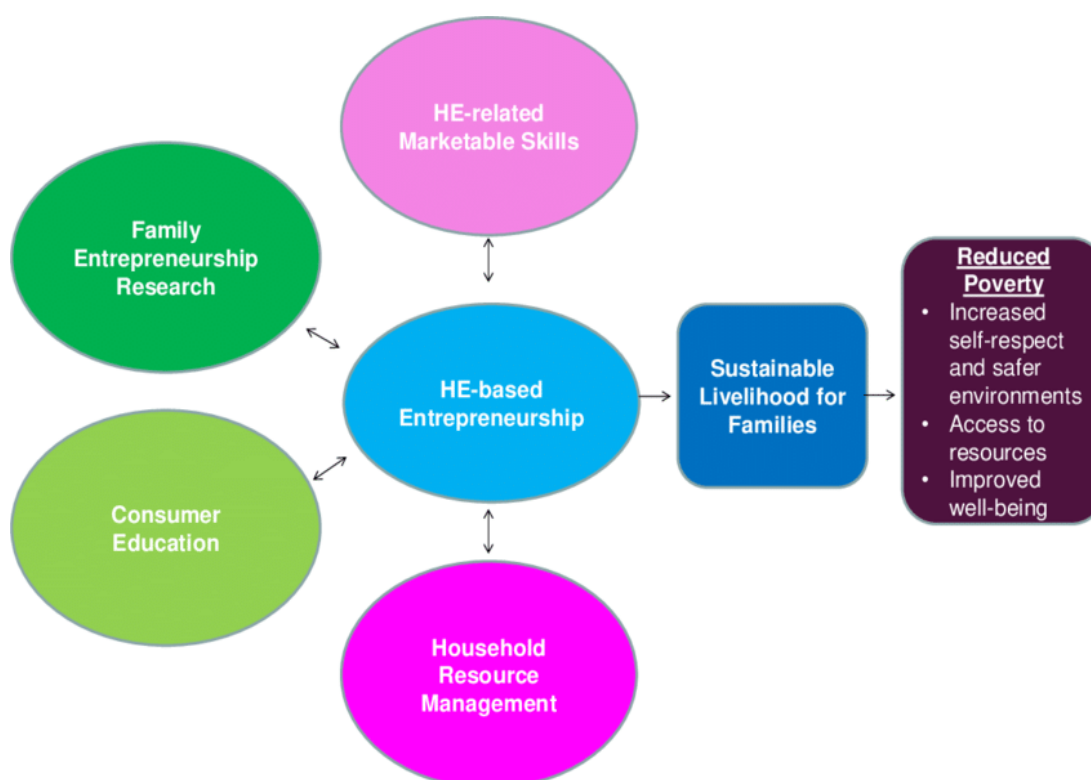 HE-related
Marketable Skills
Family
Entrepreneurship
Research
HE-based
Entrepreneurship
Consumer
Education
Household
Resource
Management
Sustainable
Livelihood for
Families
Reduced
Poverty
• Increased
self-respect
and safer
environments
• Access to
resources
• Improved
well-being